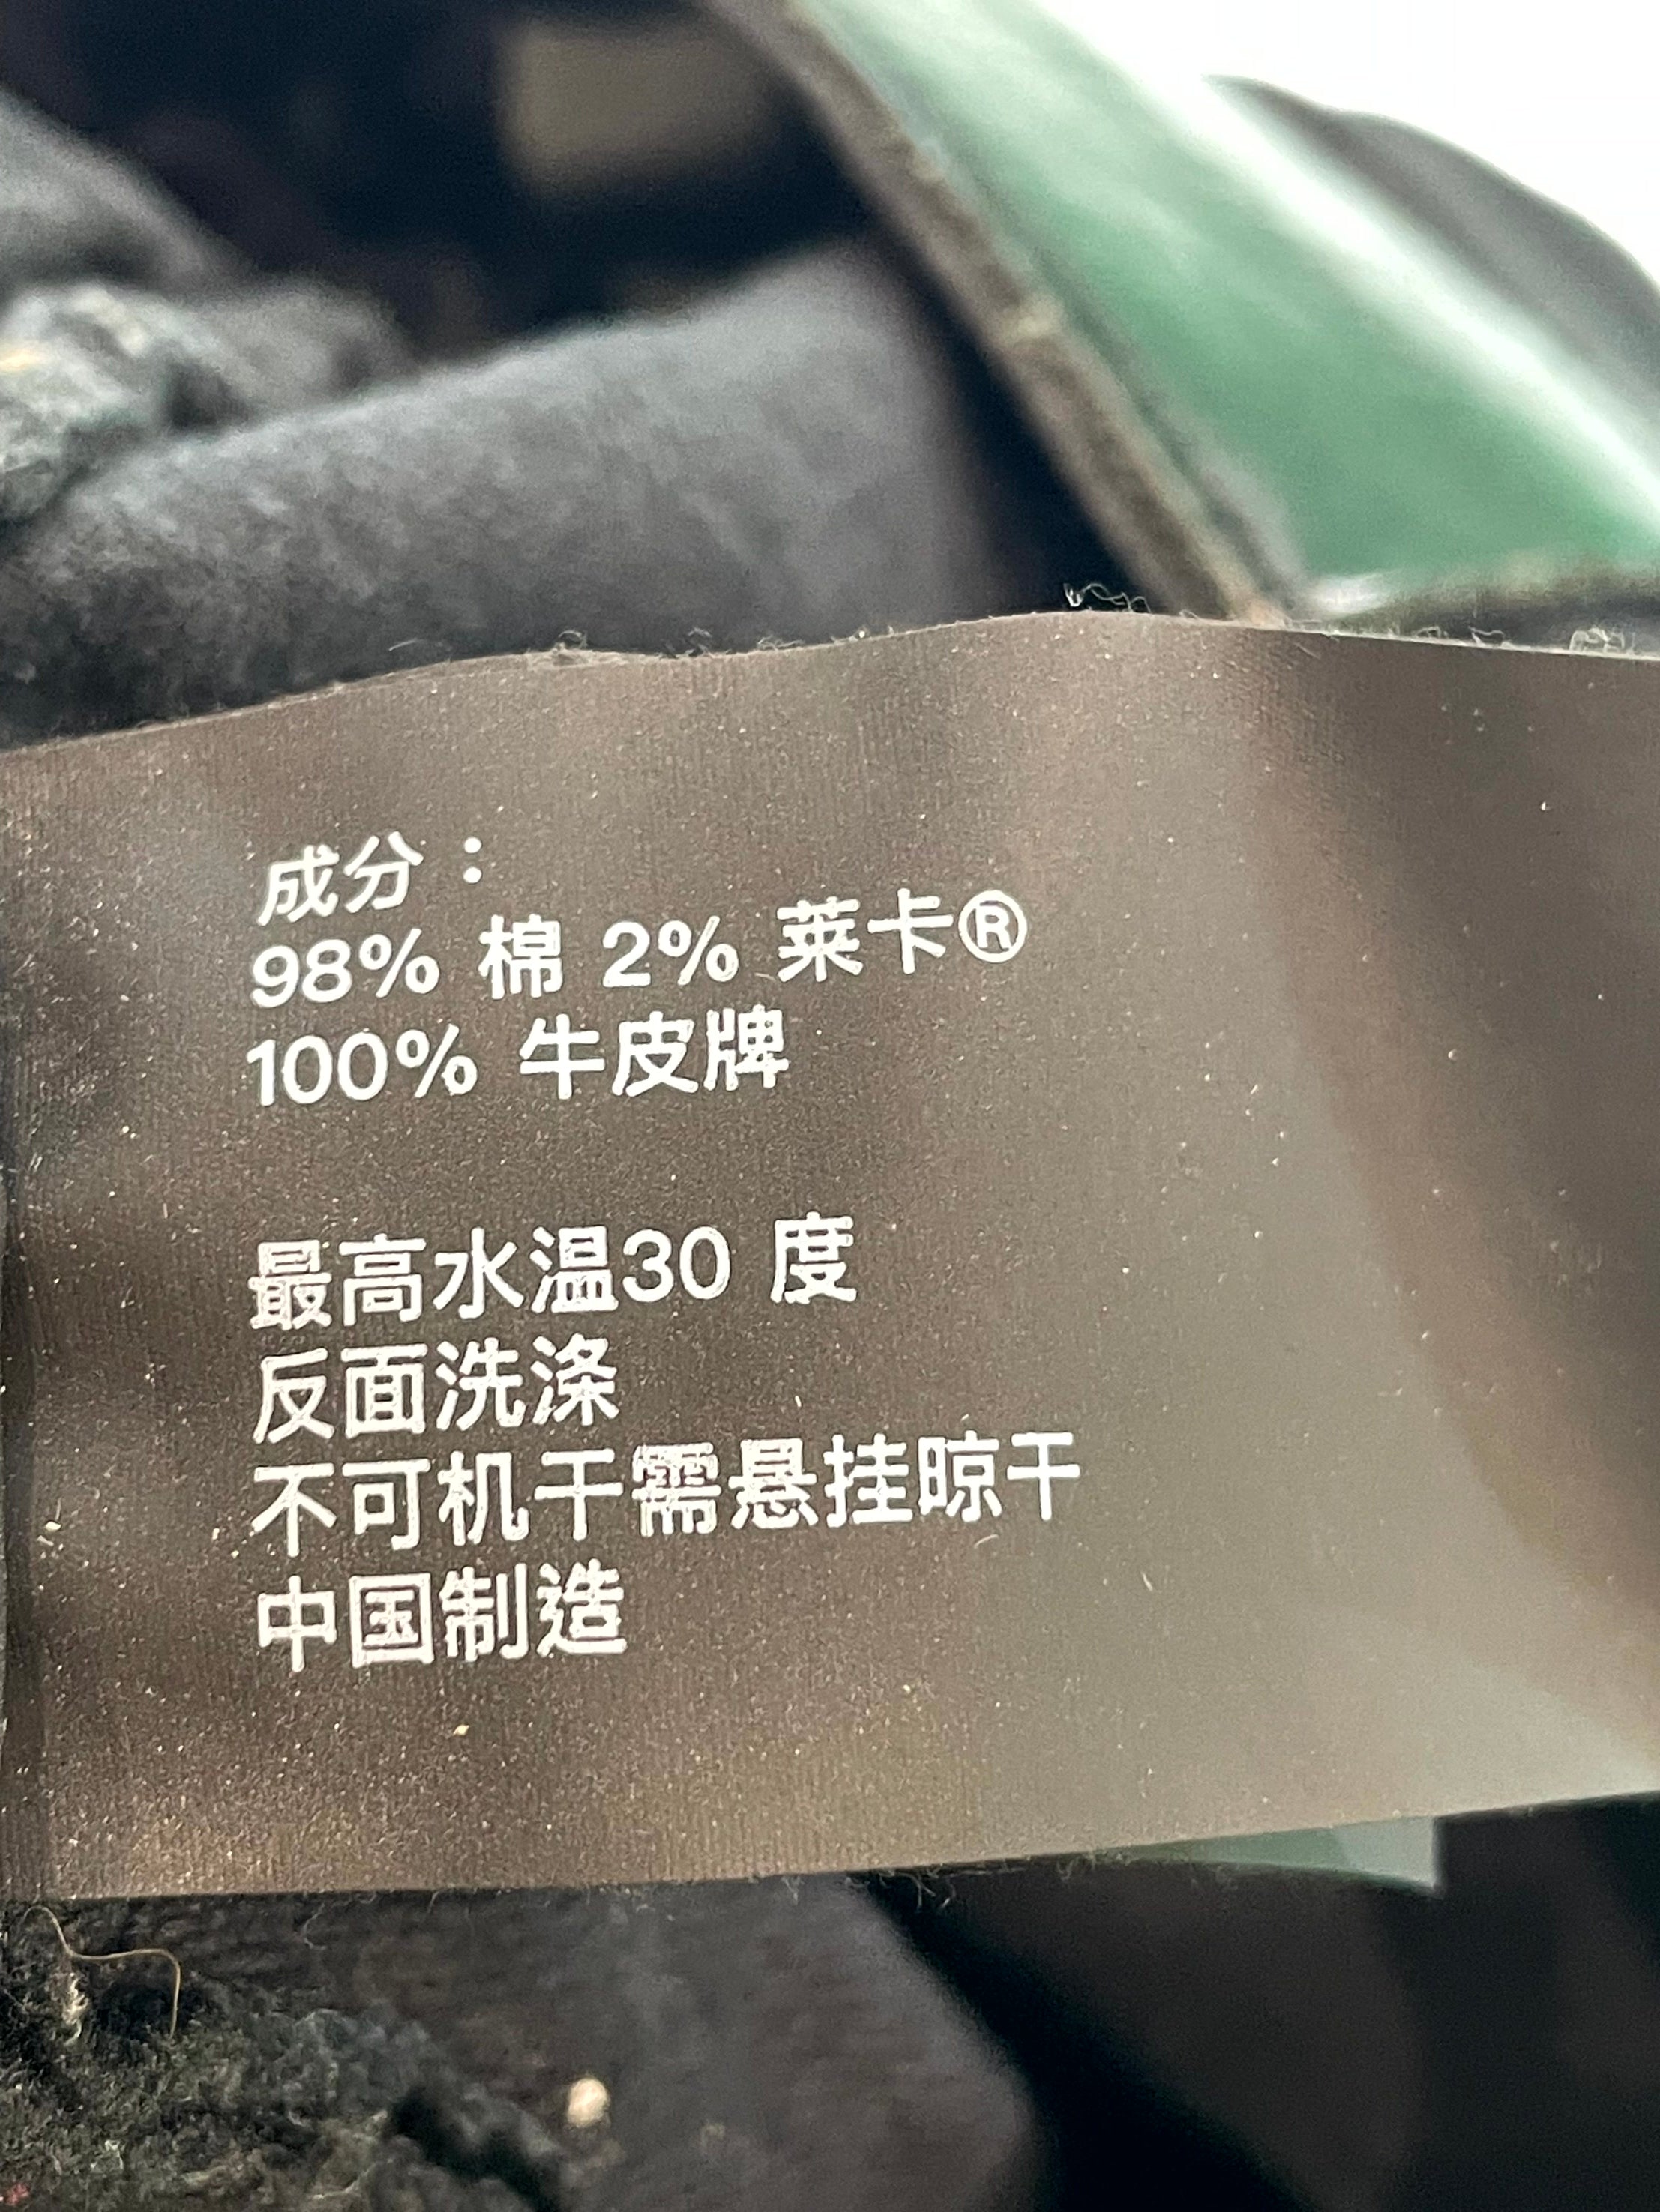 成分：
98% 棉 2% 莱卡®
100% 牛皮牌
最高水温30 度
反面洗涤
不可机干需悬挂晾干
中国制造